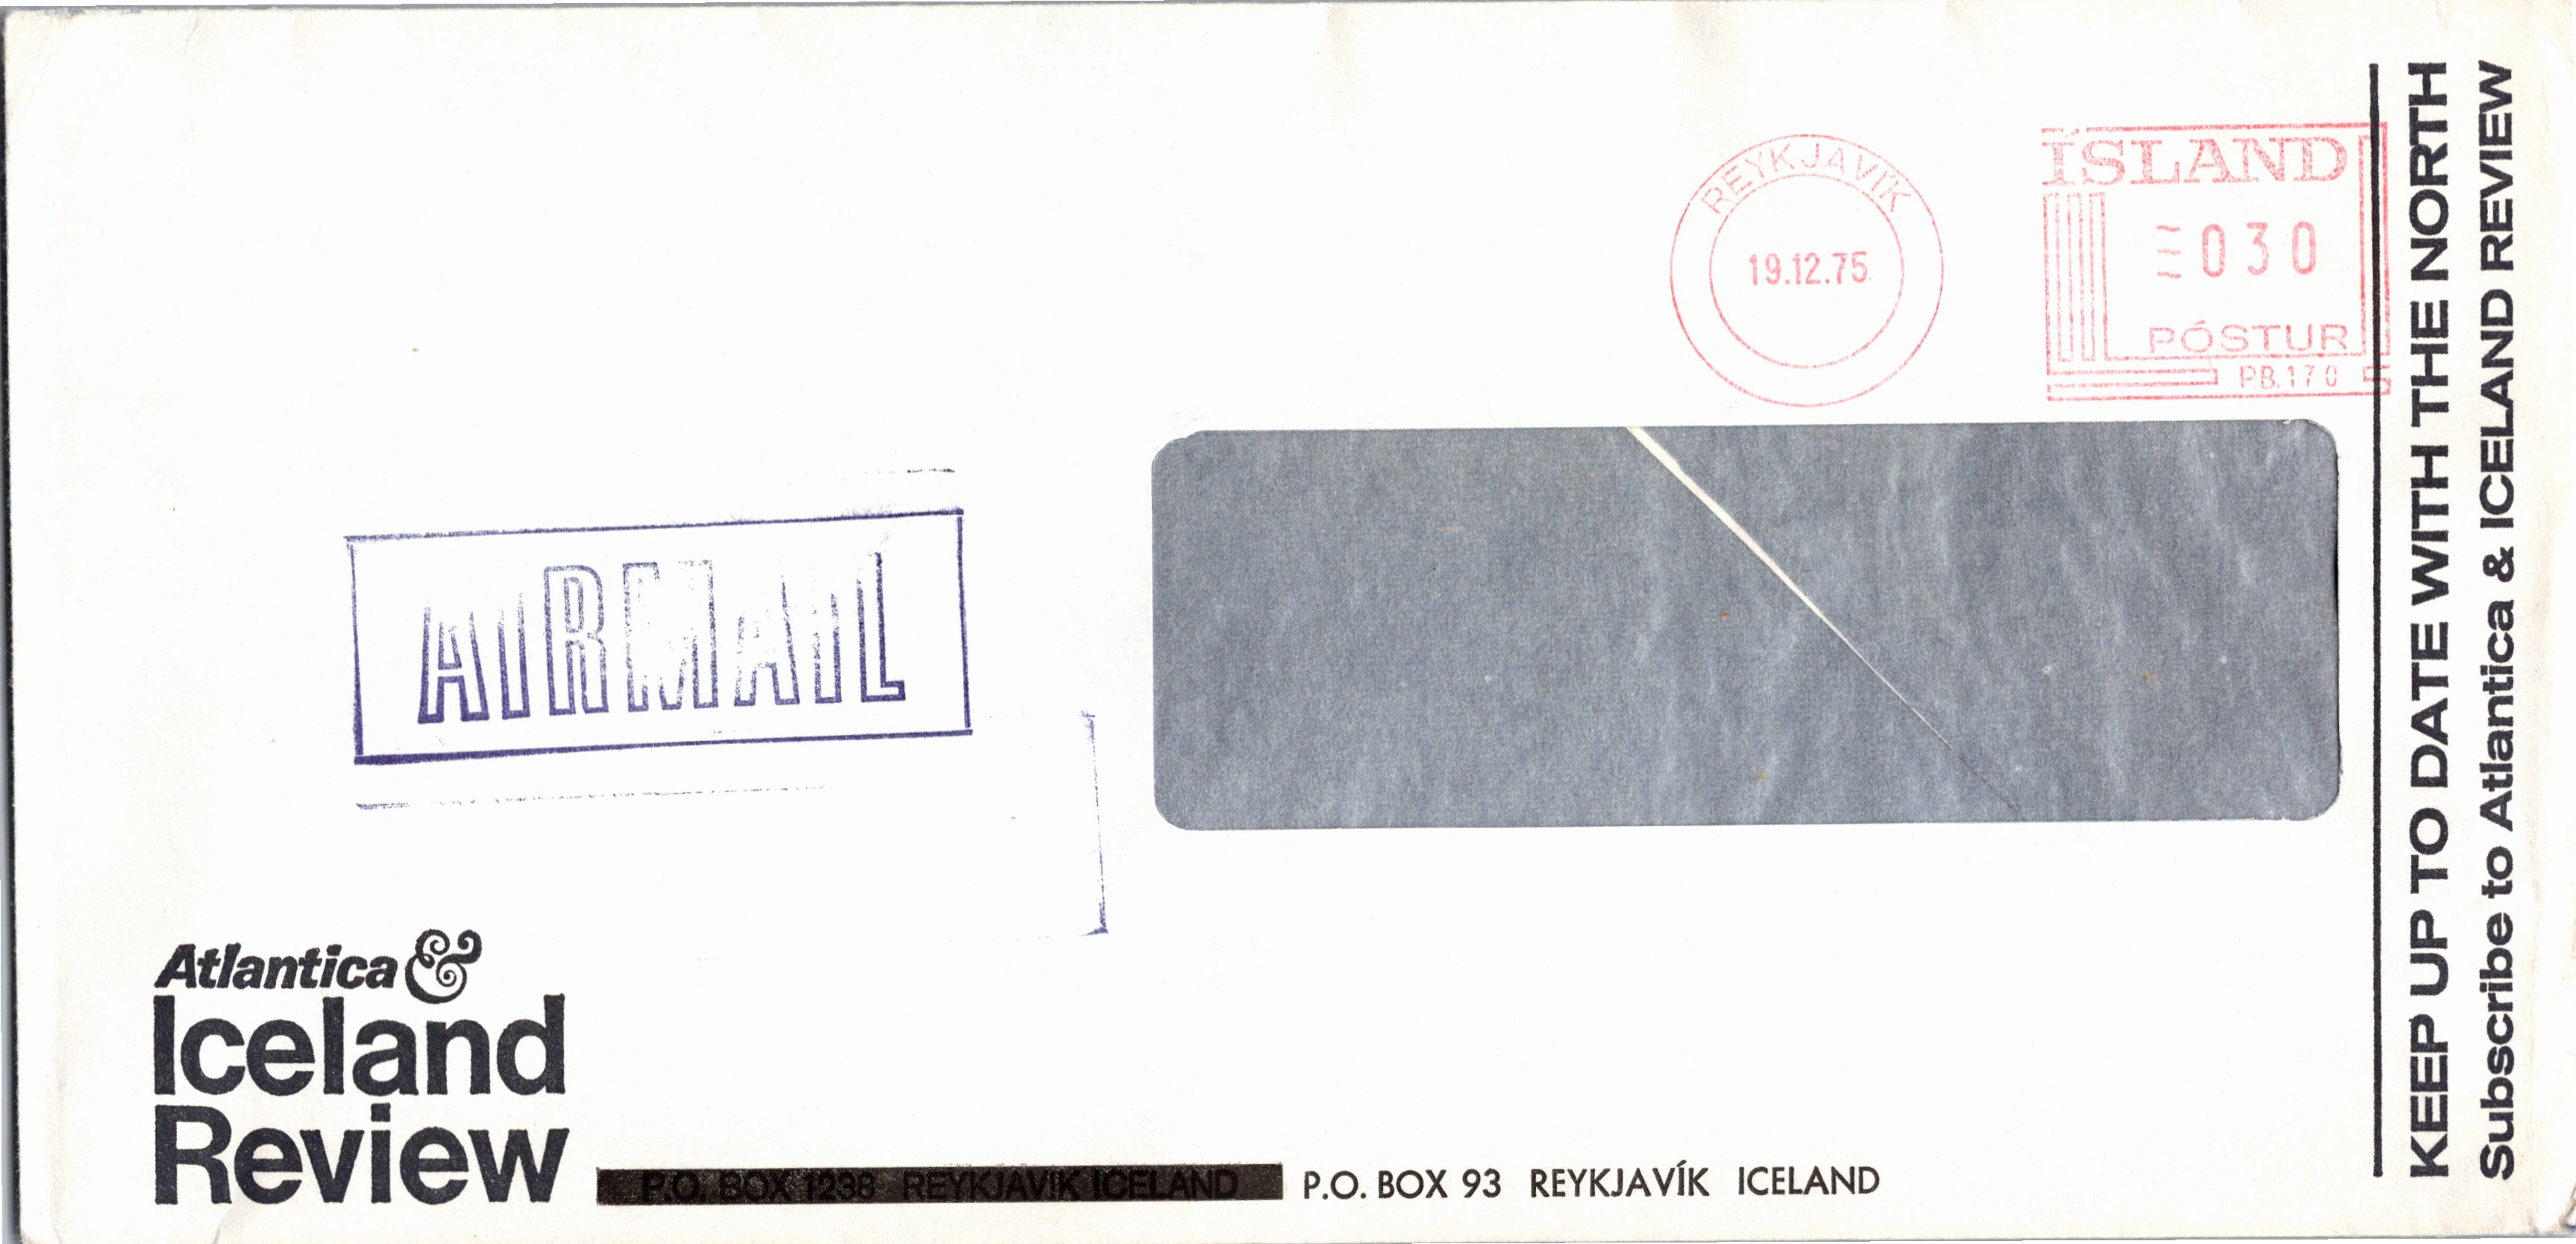 REYKJAVÍK
19.12.75
ÍSLAND
030
PÓSTUR
P.B.170
AIRMAIL
Atlantica &
Iceland
Review
P.O. BOX 1238 REYKJAVIK ICELAND
P.O. BOX 93 REYKJAVÍK ICELAND
KEEP UP TO DATE WITH THE NORTH
Subscribe to Atlantica & ICELAND REVIEW